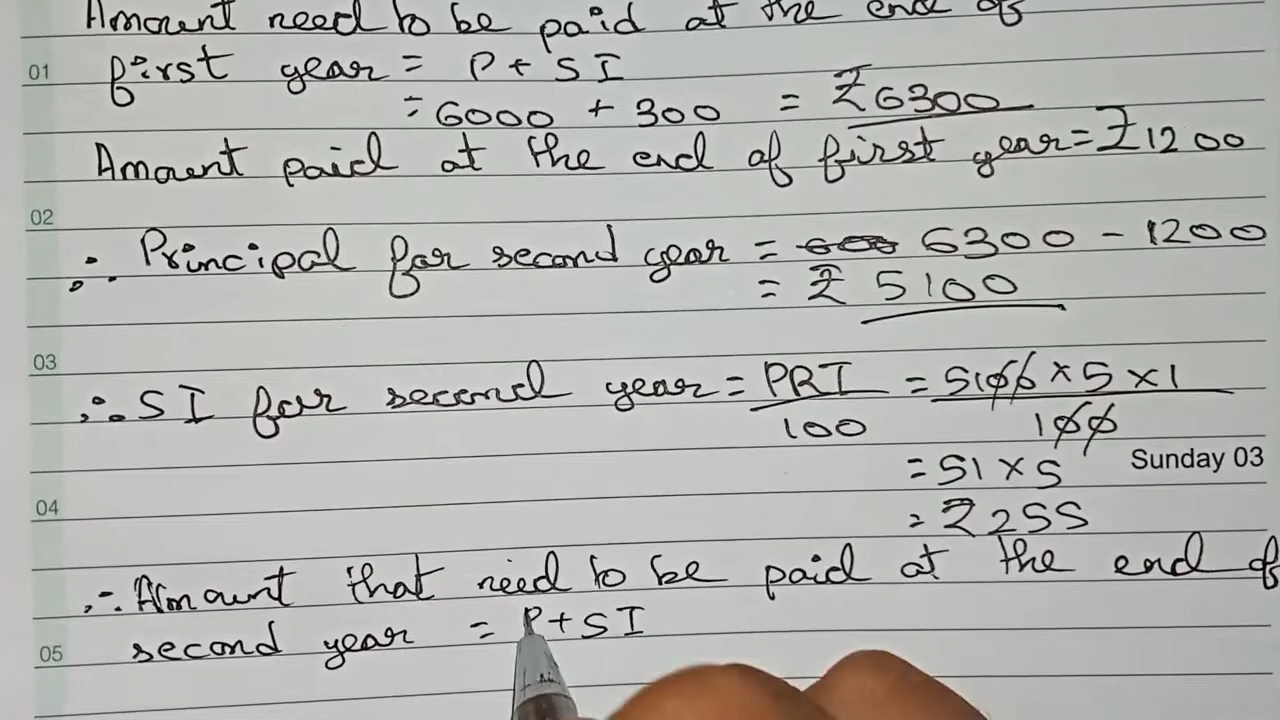 Amount need to be paid at the end of
01
first year = P + SI
= 6000 + 300 = ₹6300
Amount paid at the end of first year = ₹1200
02
∴ Principal for second year = 6300 - 1200
= ₹ 5100
03
∴ SI for second year = PRT/100 = 5100 × 5 × 1/100
Sunday 03
= 51 × 5
04
= ₹255
∴ Amount that need to be paid at the end of
second year = P + SI
05